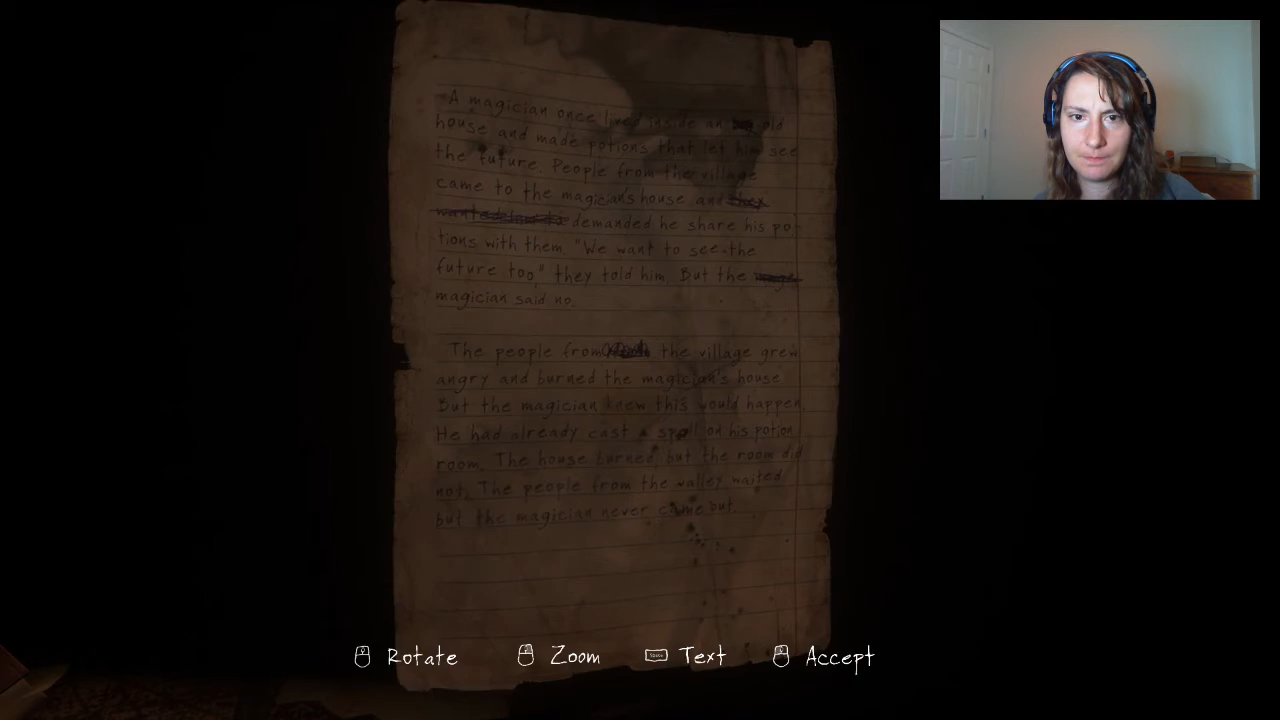 A magician once lived inside an old
house and made potions that let him see
the future. People from the village
came to the magician's house and they
demanded he share his po-
tions with them "We want to see the
future too," they told him. But the
magician said no.
The people from the village grew
angry and burned the magician's house
But the magician knew this would happen.
He had already cast a spell on his potion
room. The house burned, but the room did
not. The people from the valley waited
but the magician never came out.
Rotate Zoom Text Accept